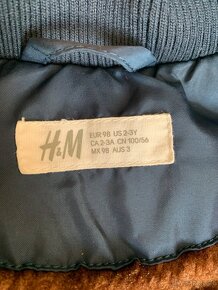 H&M
EUR 98 US 2-3Y
CA 2-3A CN 100/56
MX 98 AUS 3